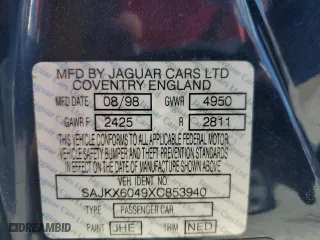 MFD BY JAGUAR CARS LTD
COVENTRY ENGLAND
MFD DATE 08/98 GVWR 4950
GAWR F 2425 R 2811
THIS VEHICLE CONFORMS TO ALL APPLICABLE FEDERAL MOTOR
VEHICLE SAFETY, BUMPER AND THEFT PREVENTION STANDARDS
IN EFFECT ON THE DATE OF MANUFACTURE SHOWN ABOVE
VEH. IDENT NO.
SAJKX6049XC853940
TYPE PASSENGER CAR
PAINT JHE TRIM NED
DREAMBID